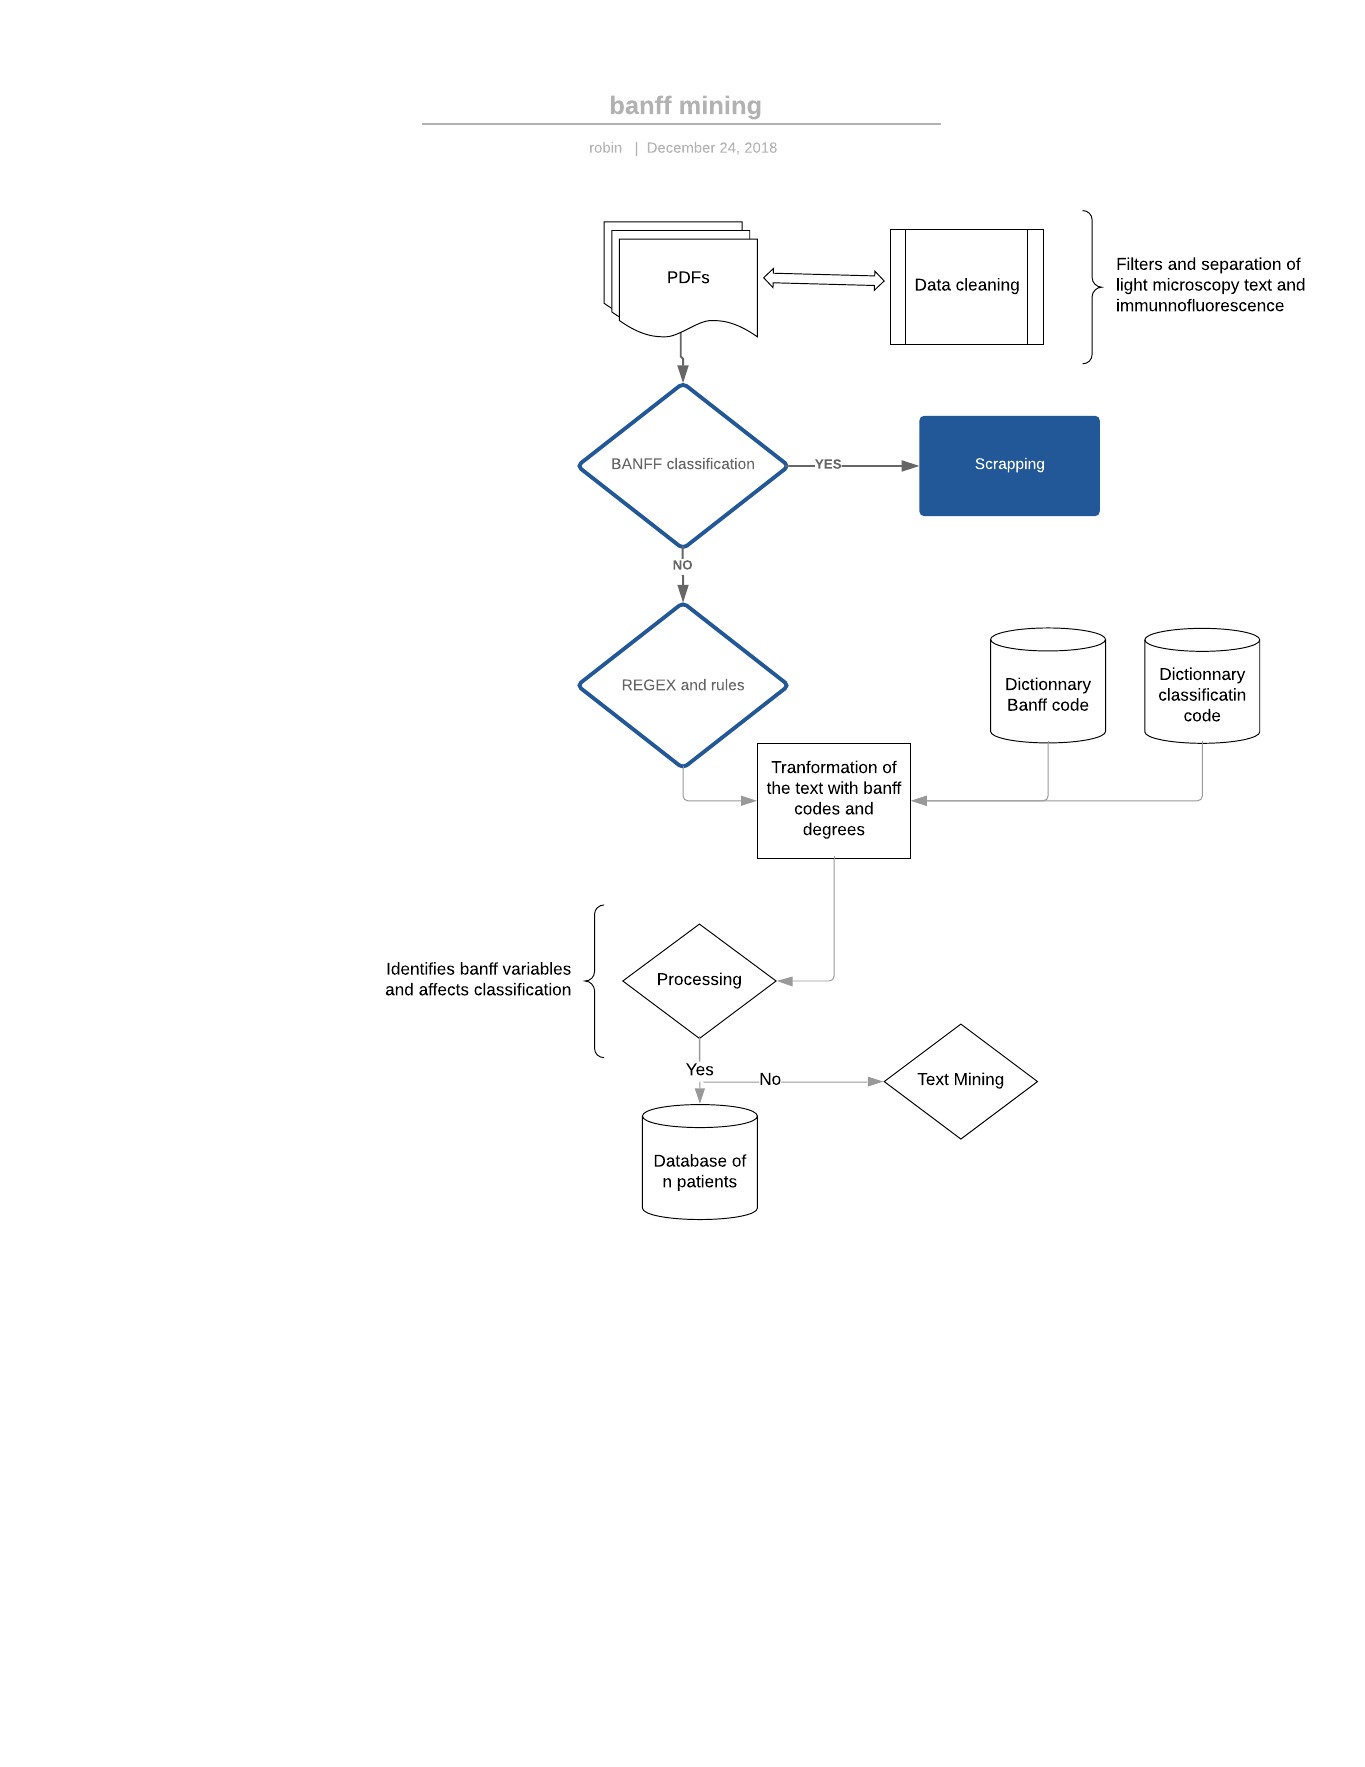 banff mining
robin | December 24, 2018
PDFs
Data cleaning
Filters and separation of
light microscopy text and
immunnofluorescence
BANFF classification
YES
Scrapping
NO
REGEX and rules
Dictionnary
Banff code
Dictionnary
classificatin
code
Tranformation of
the text with banff
codes and
degrees
Identifies banff variables
and affects classification
Processing
Yes
No
Text Mining
Database of
n patients